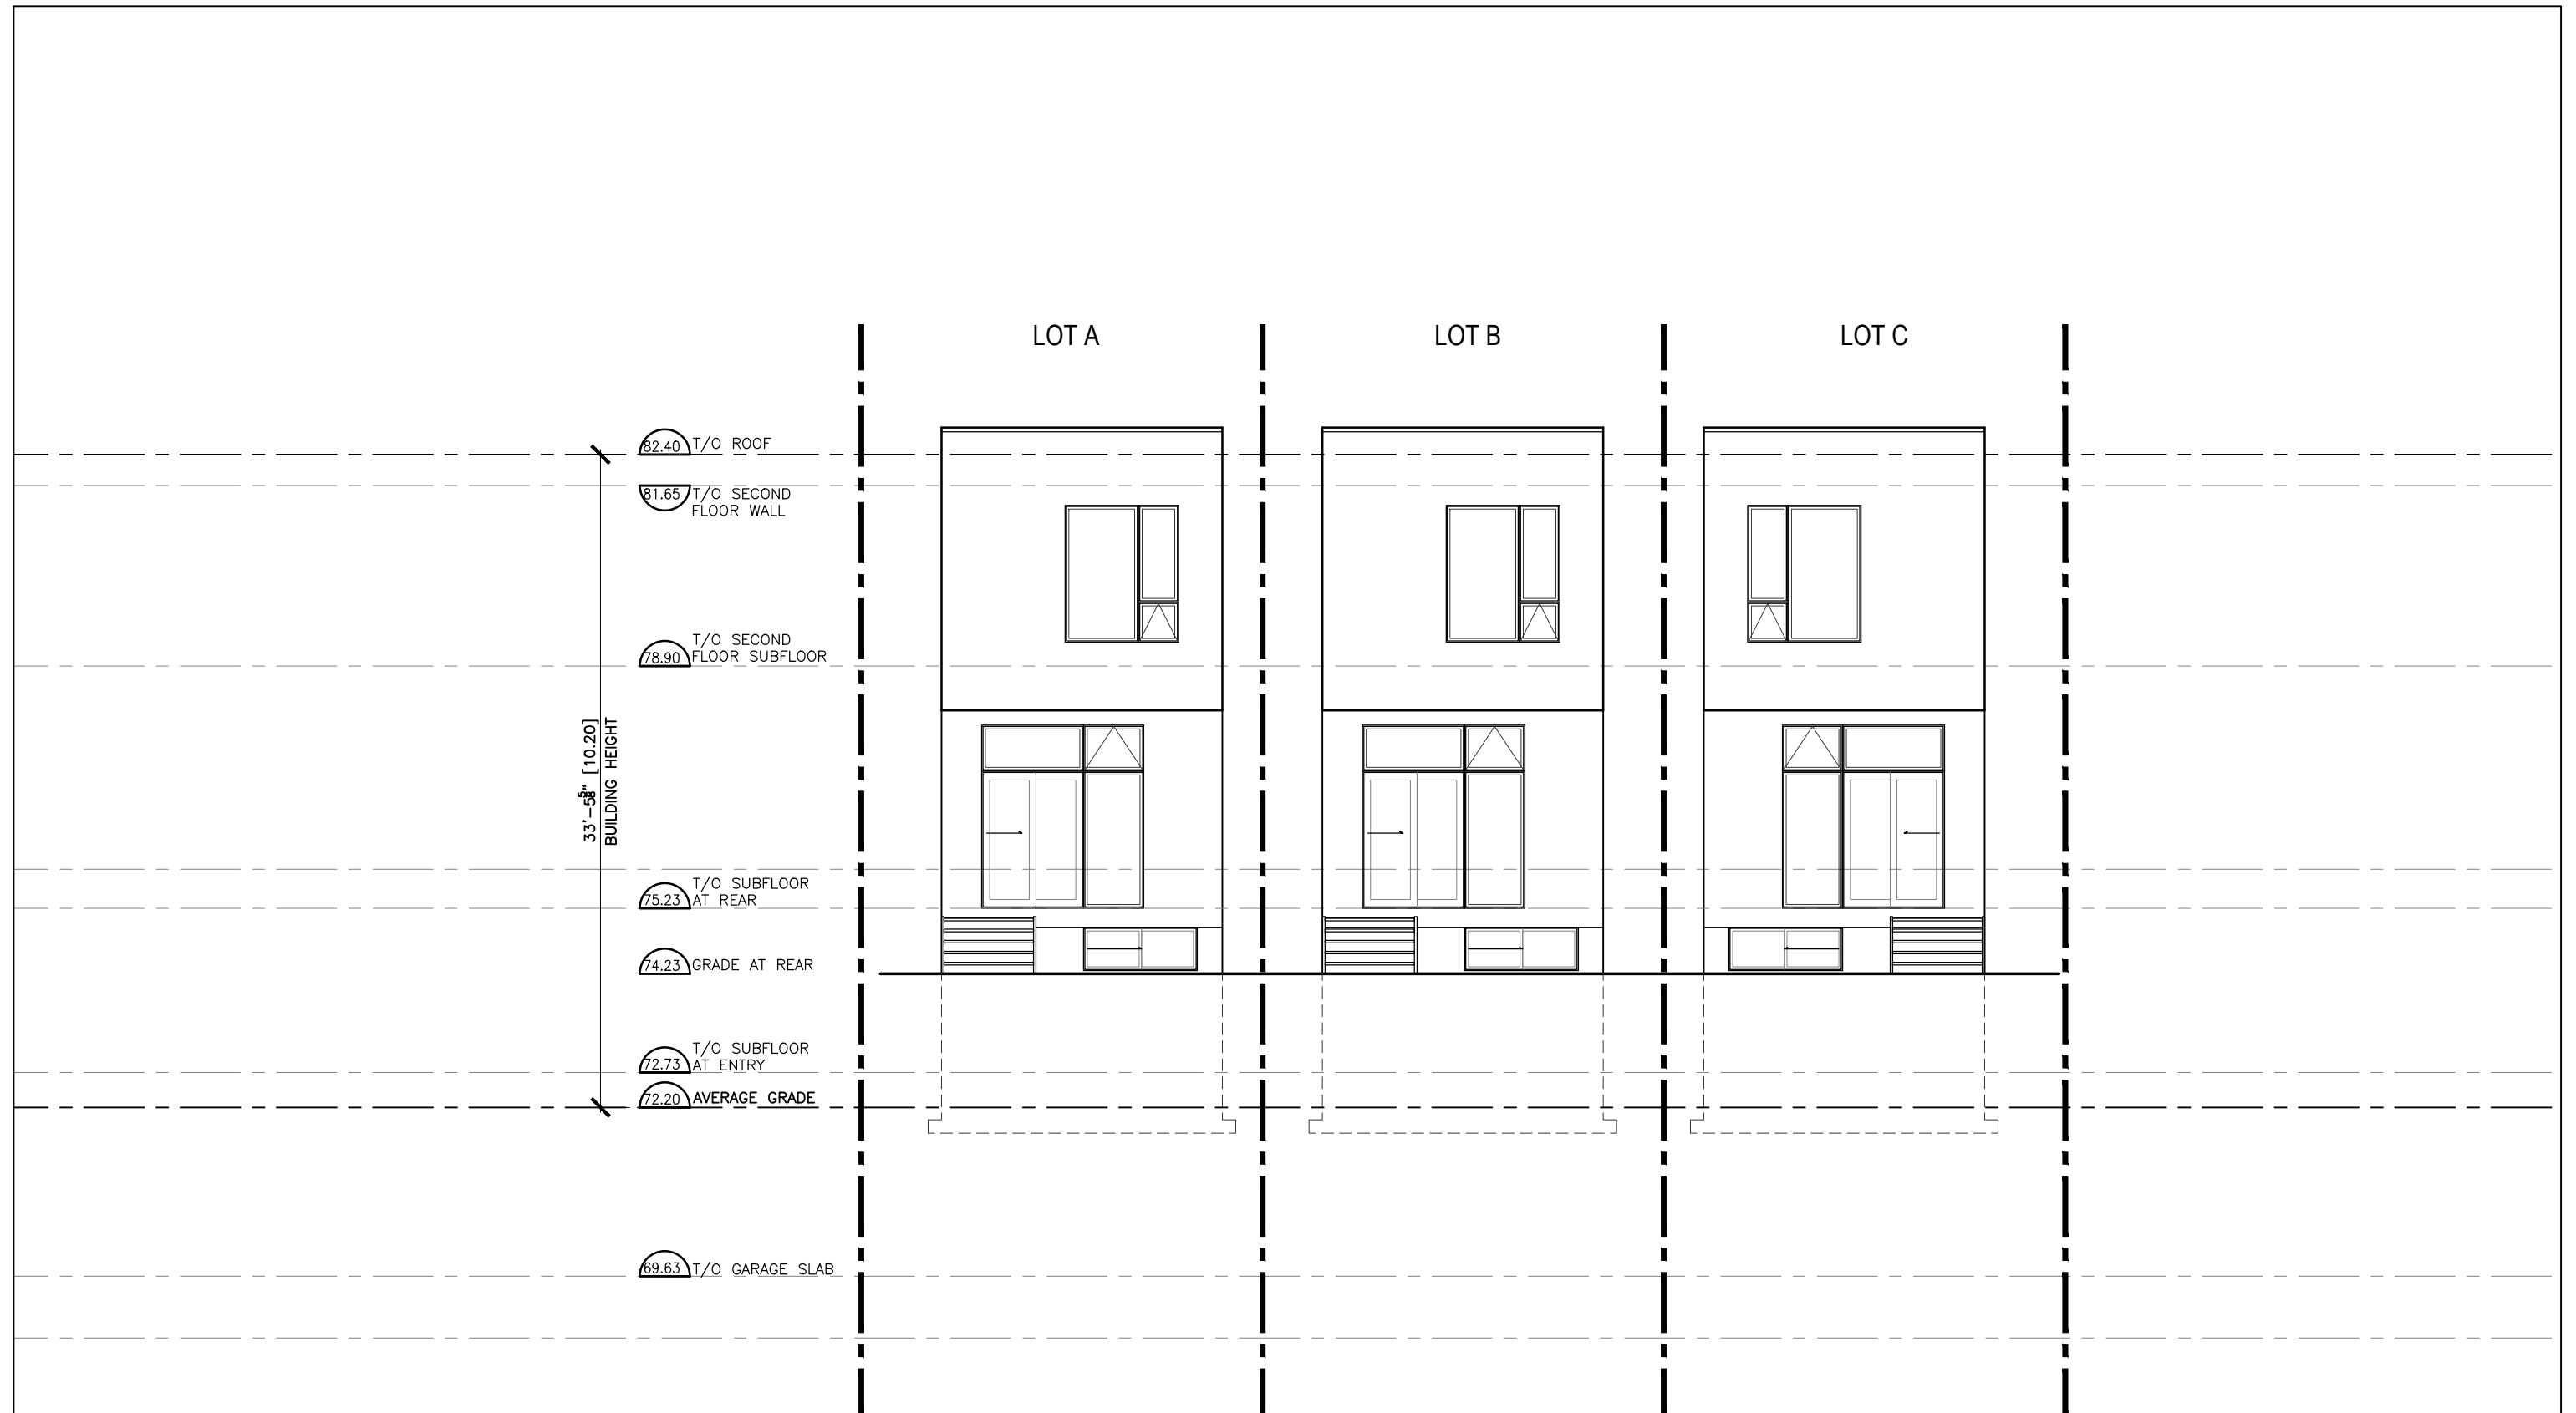 LOT A
LOT B
LOT C
82.40 T/O ROOF
81.65 T/O SECOND
FLOOR WALL
T/O SECOND
78.90 FLOOR SUBFLOOR
[10.20]
BUILDING HEIGHT
T/O SUBFLOOR
75.23 AT REAR
74.23 GRADE AT REAR
T/O SUBFLOOR
72.73 AT ENTRY
72.20 AVERAGE GRADE
69.63 T/O GARAGE SLAB